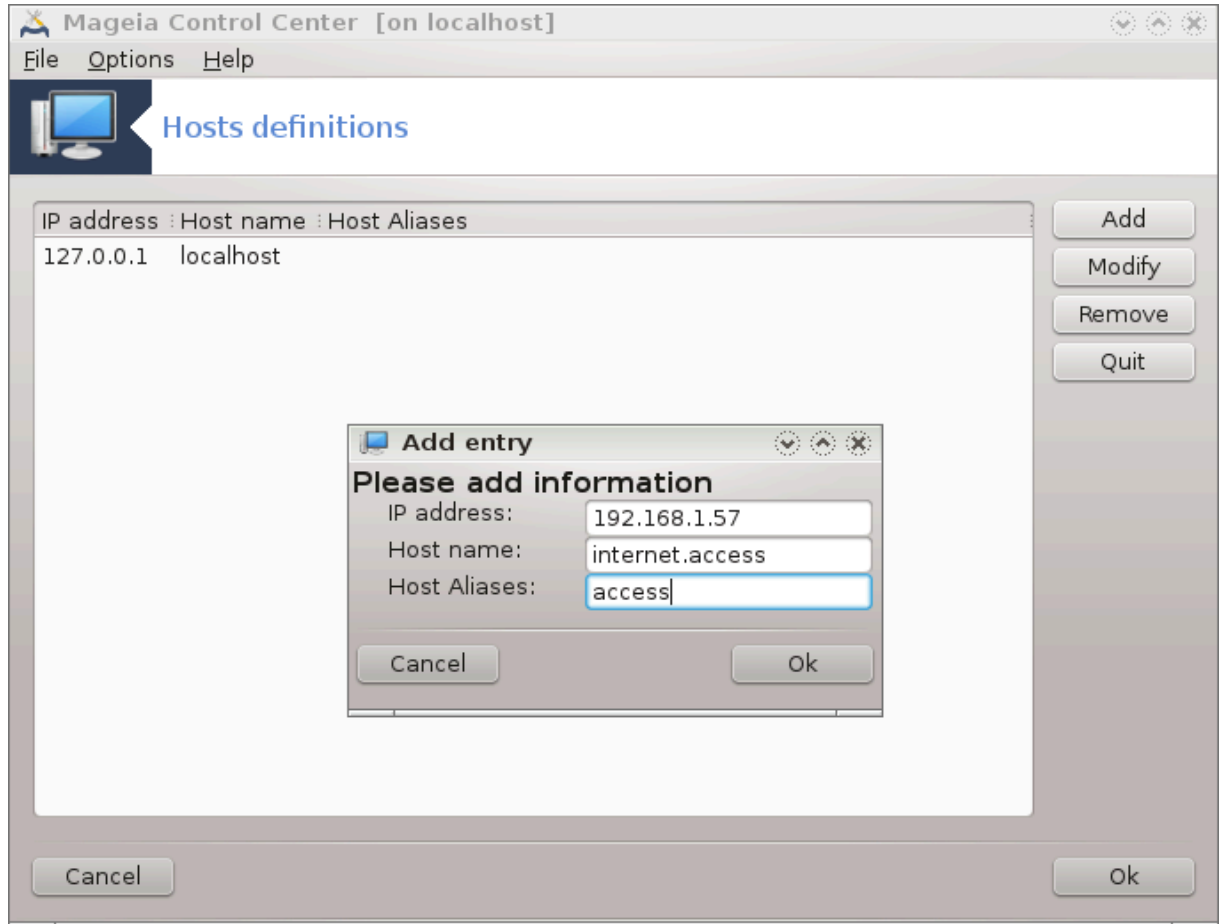 Mageia Control Center [on localhost]
File Options Help
Hosts definitions
IP address Host name Host Aliases
127.0.0.1 localhost
Add
Modify
Remove
Quit
Add entry
Please add information
IP address: 192.168.1.57
Host name: internet.access
Host Aliases: access
Cancel Ok
Cancel Ok